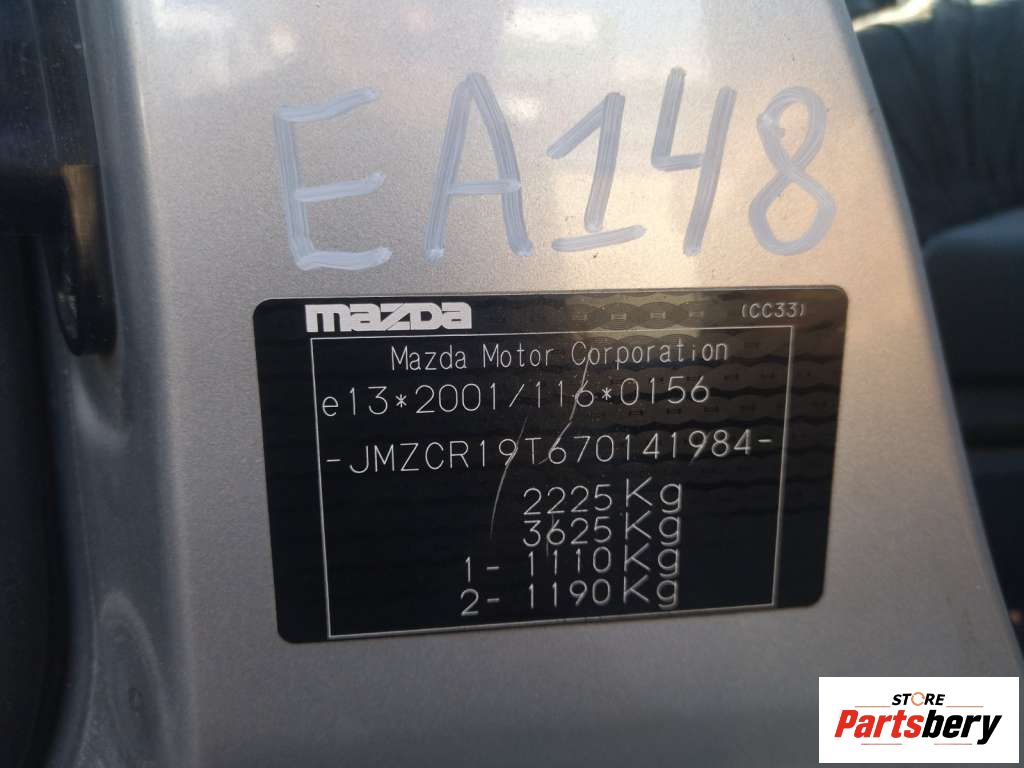 EA148
mazda
(CC33)
Mazda Motor Corporation
e13*2001/116*0156
-JMZCR19T670141984-
2225Kg
3625Kg
1- 1110Kg
2- 1190Kg
STORE
Partsbery